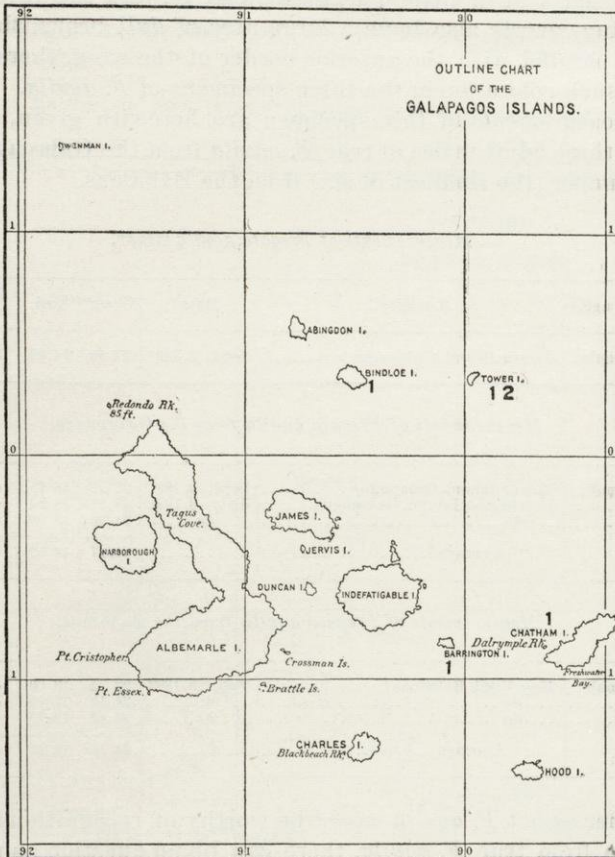 92 91 90
OUTLINE CHART
OF THE
GALAPAGOS ISLANDS.
WENMAN I.
1 1
ABINGDON I.
BINDLOE I.
1
TOWER I.
1 2
Redondo Rk.
85 ft.
0 0
Tagus
Cove.
JAMES I.
NARBOROUGH
I.
JERVIS I.
DUNCAN I.
INDEFATIGABLE I.
1
CHATHAM I.
Dalrymple Rk.
ALBEMARLE I.
BARRINGTON I.
1
Pt. Cristopher
Crossman Is.
Freshwater
Bay.
1 1
Pt. Essex.
Brattle Is.
CHARLES I.
Blackbeach Rk.
HOOD I.
92 91 90